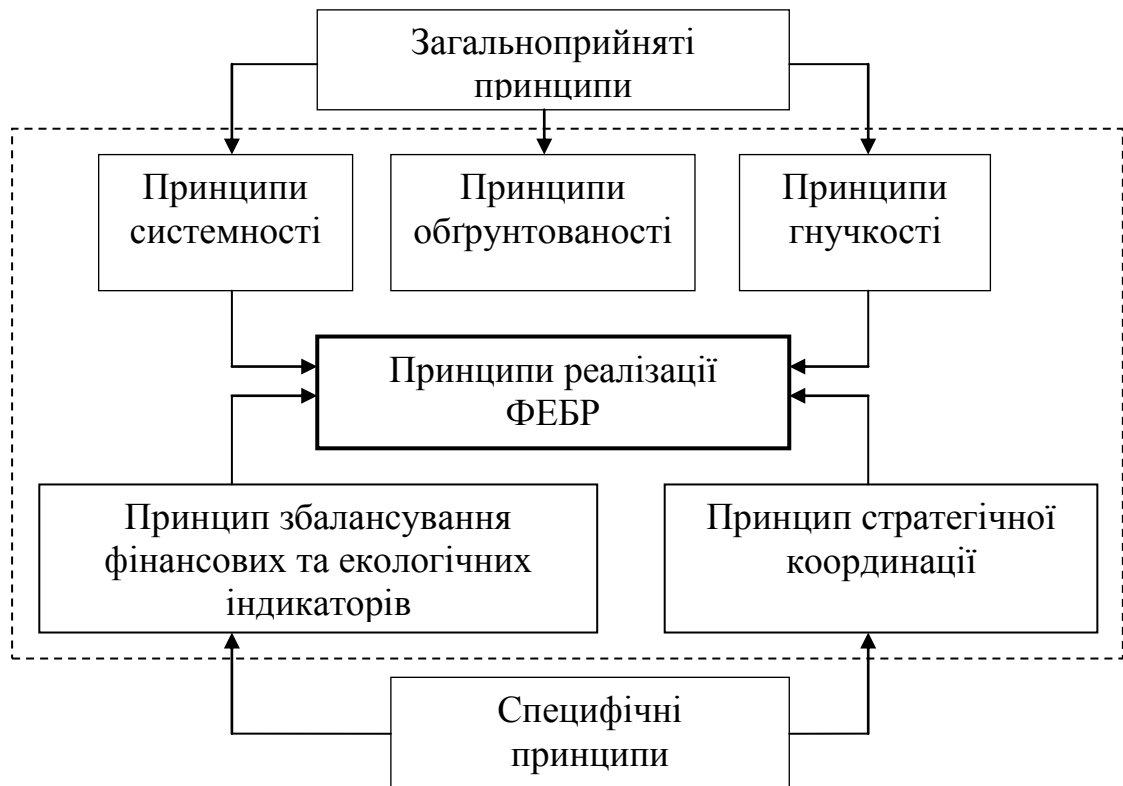 Загальноприйняті
принципи
Принципи
системності
Принципи
обґрунтованості
Принципи
гнучкості
Принципи реалізації
ФЕБР
Принцип збалансування
фінансових та екологічних
індикаторів
Принцип стратегічної
координації
Специфічні
принципи